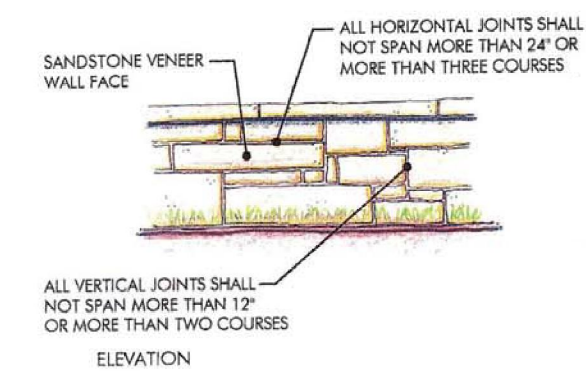 ALL HORIZONTAL JOINTS SHALL
NOT SPAN MORE THAN 24" OR
MORE THAN THREE COURSES
SANDSTONE VENEER
WALL FACE
ALL VERTICAL JOINTS SHALL
NOT SPAN MORE THAN 12"
OR MORE THAN TWO COURSES
ELEVATION